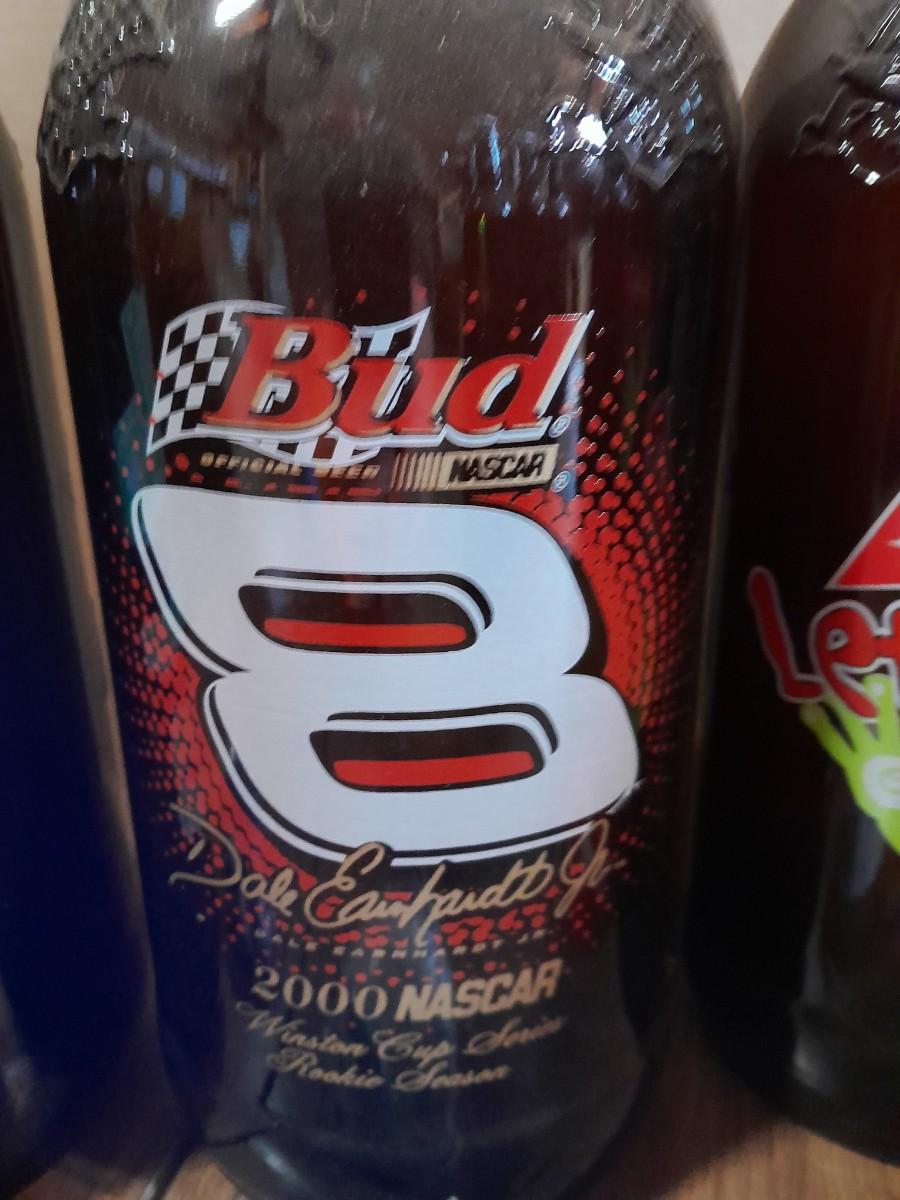 Bud®
OFFICIAL BEER NASCAR®
8
Dale Earnhardt Jr.
DALE EARNHARDT JR.
2000 NASCAR
Winston Cup Series
Rookie Season